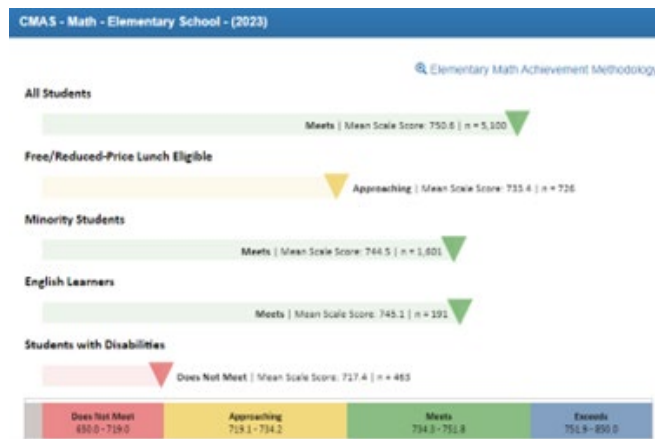 CMAS - Math - Elementary School - (2023)
Elementary Math Achievement Methodology
All Students
Meets | Mean Scale Score: 750.6 | n = 5,100
Free/Reduced-Price Lunch Eligible
Approaching | Mean Scale Score: 733.4 | n = 726
Minority Students
Meets | Mean Scale Score: 744.5 | n = 1,601
English Learners
Meets | Mean Scale Score: 745.1 | n = 191
Students with Disabilities
Does Not Meet | Mean Scale Score: 717.4 | n = 463
Does Not Meet Approaching Meets Exceeds
650.0 - 719.0 719.1 - 734.2 734.3 - 751.8 751.9 - 850.0